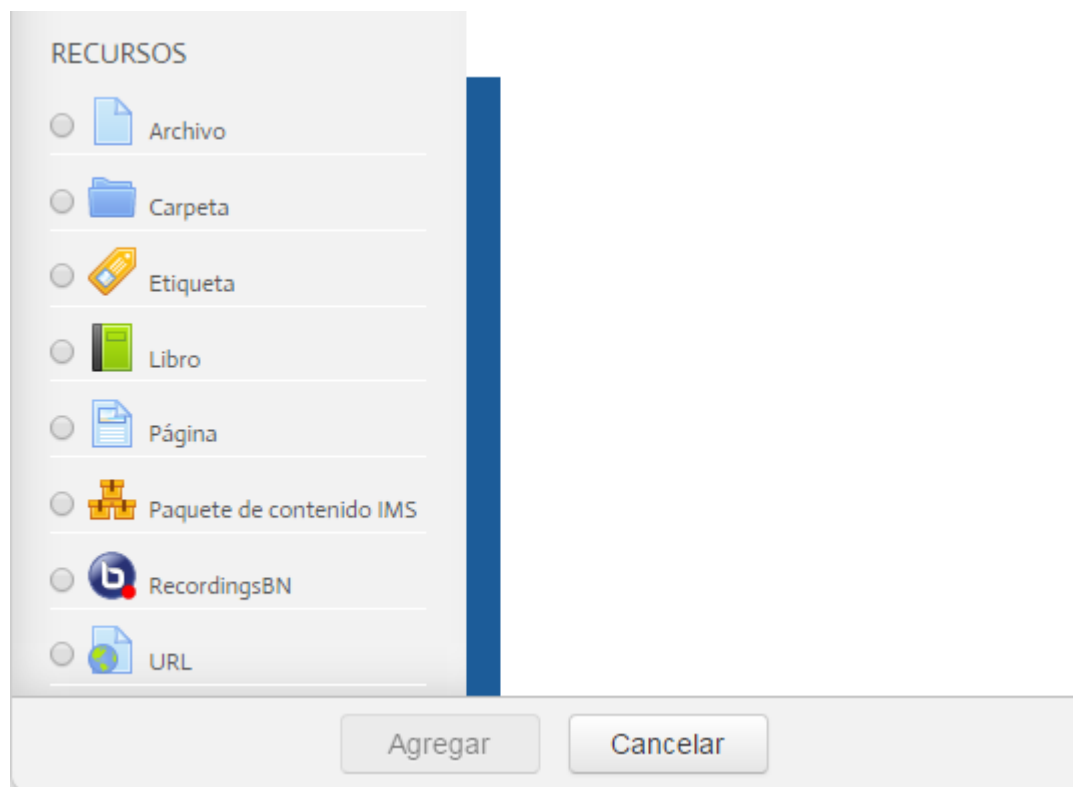 RECURSOS
Archivo
Carpeta
Etiqueta
Libro
Página
Paquete de contenido IMS
RecordingsBN
URL
Agregar
Cancelar